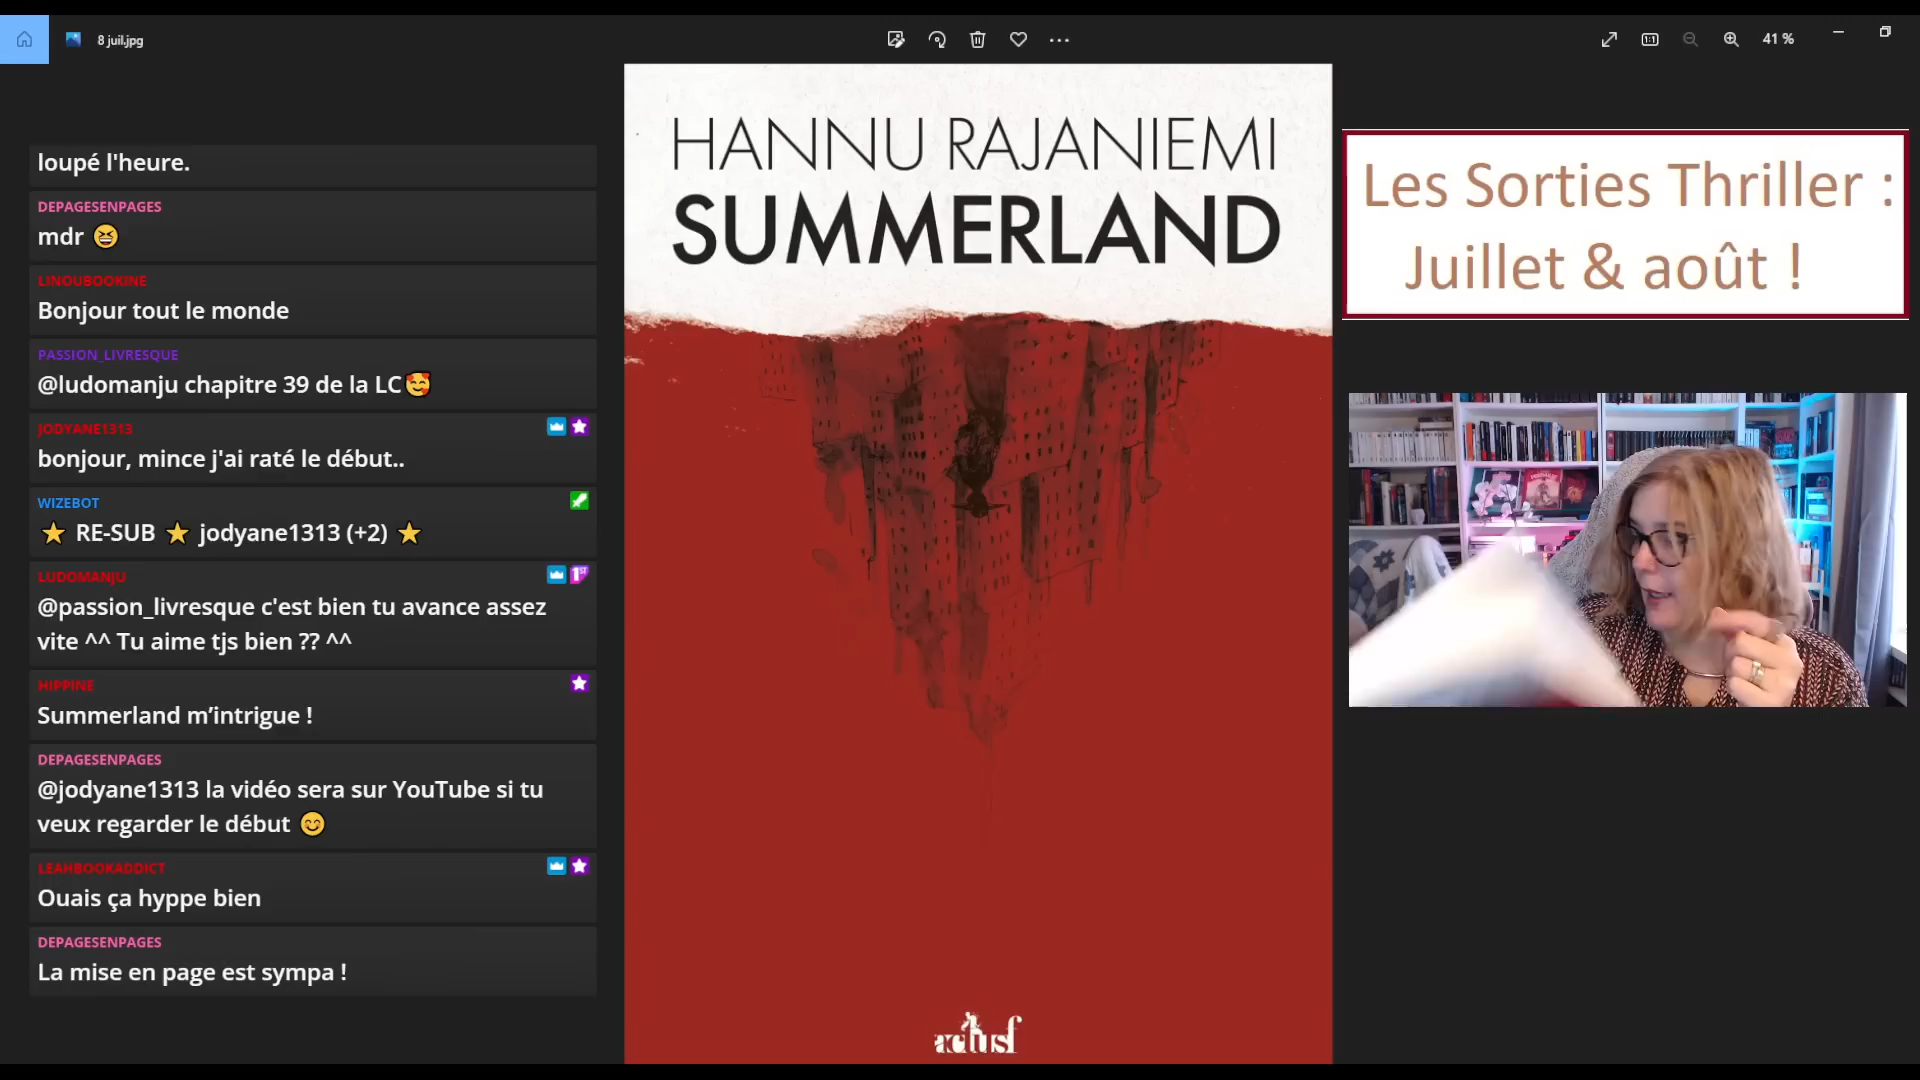 8 juil.jpg
41 %
loupé l'heure.
DEPAGESENPAGES
mdr 😆
LINOUBOOKINE
Bonjour tout le monde
PASSION_LIVRESQUE
@ludomanju chapitre 39 de la LC🥰
JODYANE1313
bonjour, mince j'ai raté le début..
WIZEBOT
⭐ RE-SUB ⭐ jodyane1313 (+2) ⭐
LUDOMANJU
@passion_livresque c'est bien tu avance assez
vite ^^ Tu aime tjs bien ?? ^^
HIPPINE
Summerland m’intrigue !
DEPAGESENPAGES
@jodyane1313 la vidéo sera sur YouTube si tu
veux regarder le début 😊
LEAHBOOKADDICT
Ouais ça hyppe bien
DEPAGESENPAGES
La mise en page est sympa !
HANNU RAJANIEMI
SUMMERLAND
actusf
Les Sorties Thriller :
Juillet & août !